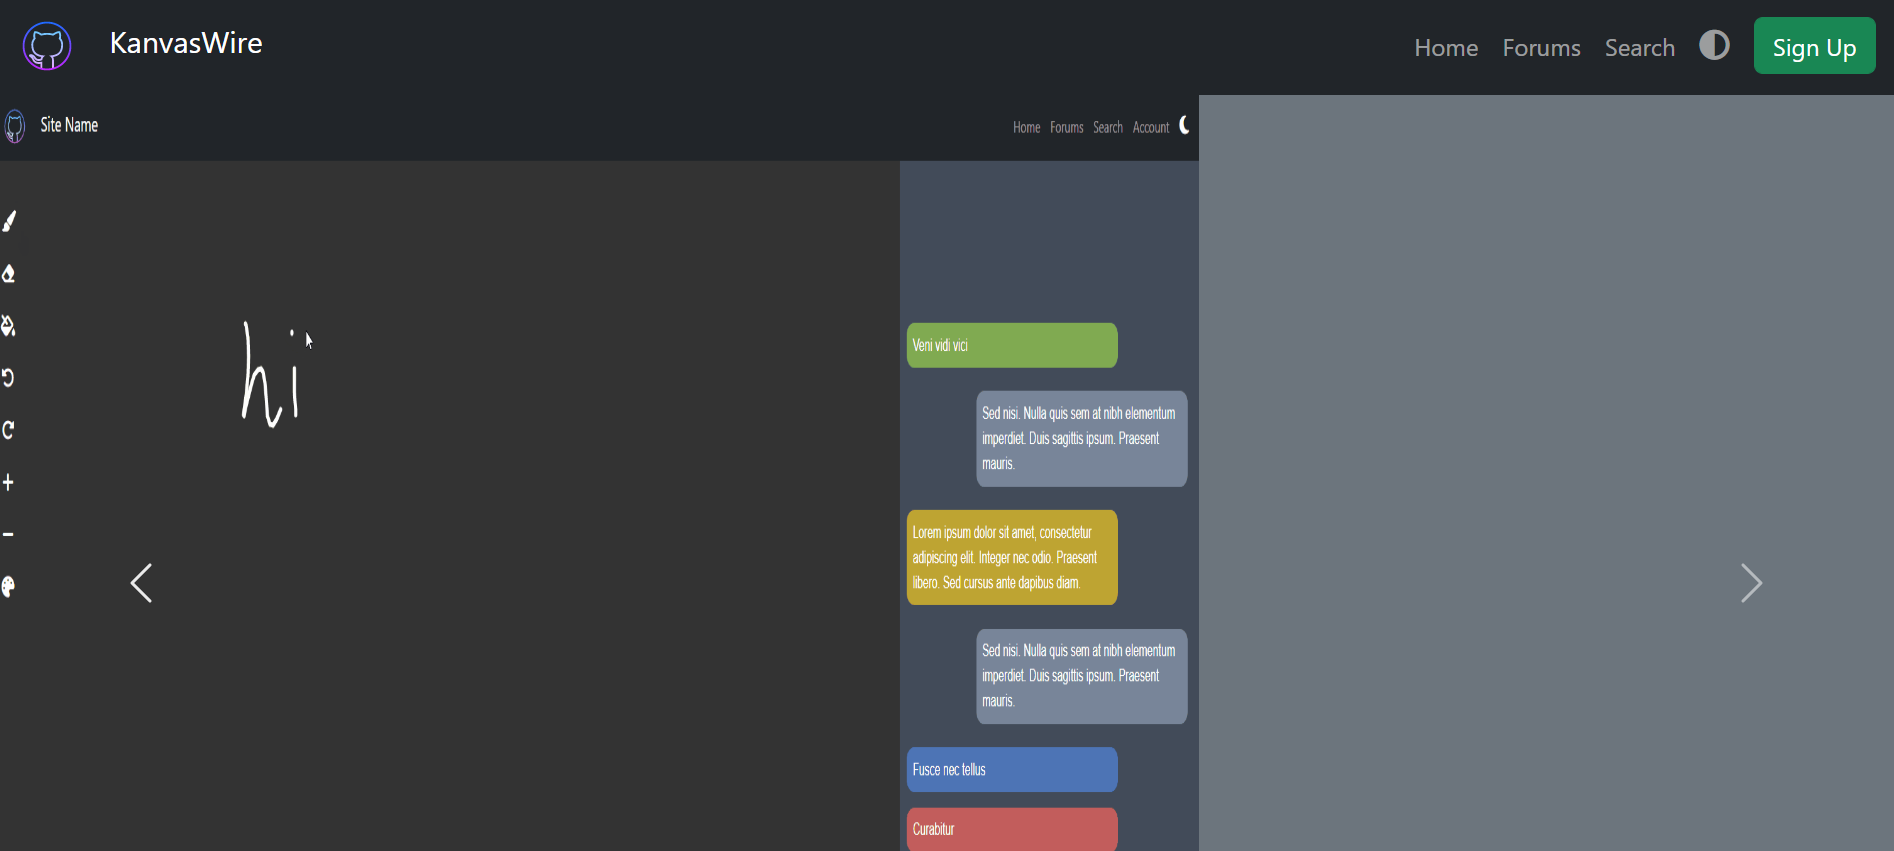 KanvasWire
Home Forums Search Sign Up
Site Name
Home Forums Search Account
hi
Veni vidi vici
Sed nisi. Nulla quis sem at nibh elementum
imperdiet. Duis sagittis ipsum. Praesent
mauris.
Lorem ipsum dolor sit amet, consectetur
adipiscing elit. Integer nec odio. Praesent
libero. Sed cursus ante dapibus diam.
Sed nisi. Nulla quis sem at nibh elementum
imperdiet. Duis sagittis ipsum. Praesent
mauris.
Fusce nec tellus
Curabitur